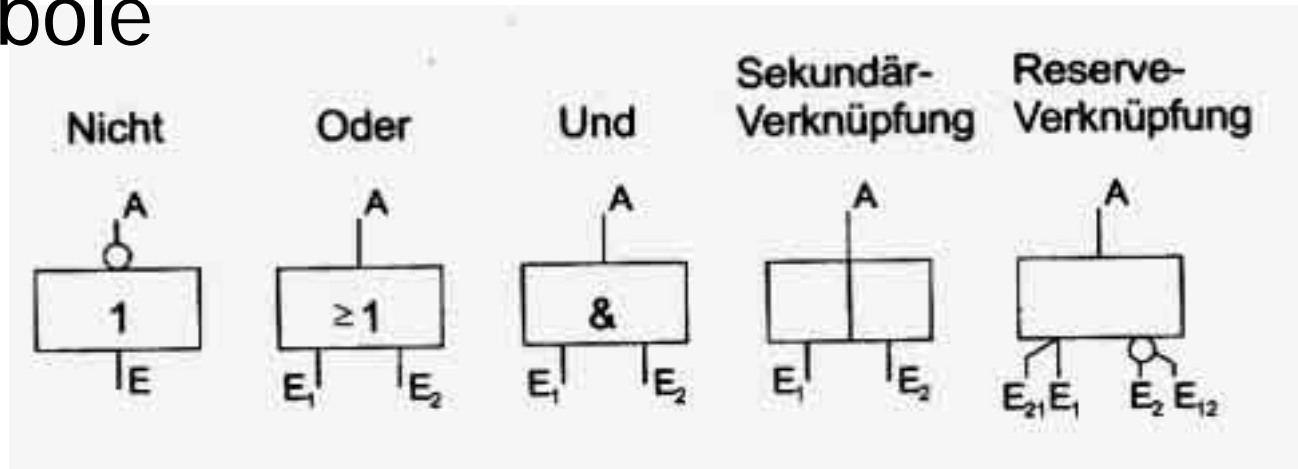 bole
Nicht
Oder
Und
Sekundär-
Verknüpfung
Reserve-
Verknüpfung
A
A
A
A
A
1
≥1
&
E
E₁ E₂
E₁ E₂
E₁ E₂
E₂₁ E₁ E₂ E₁₂